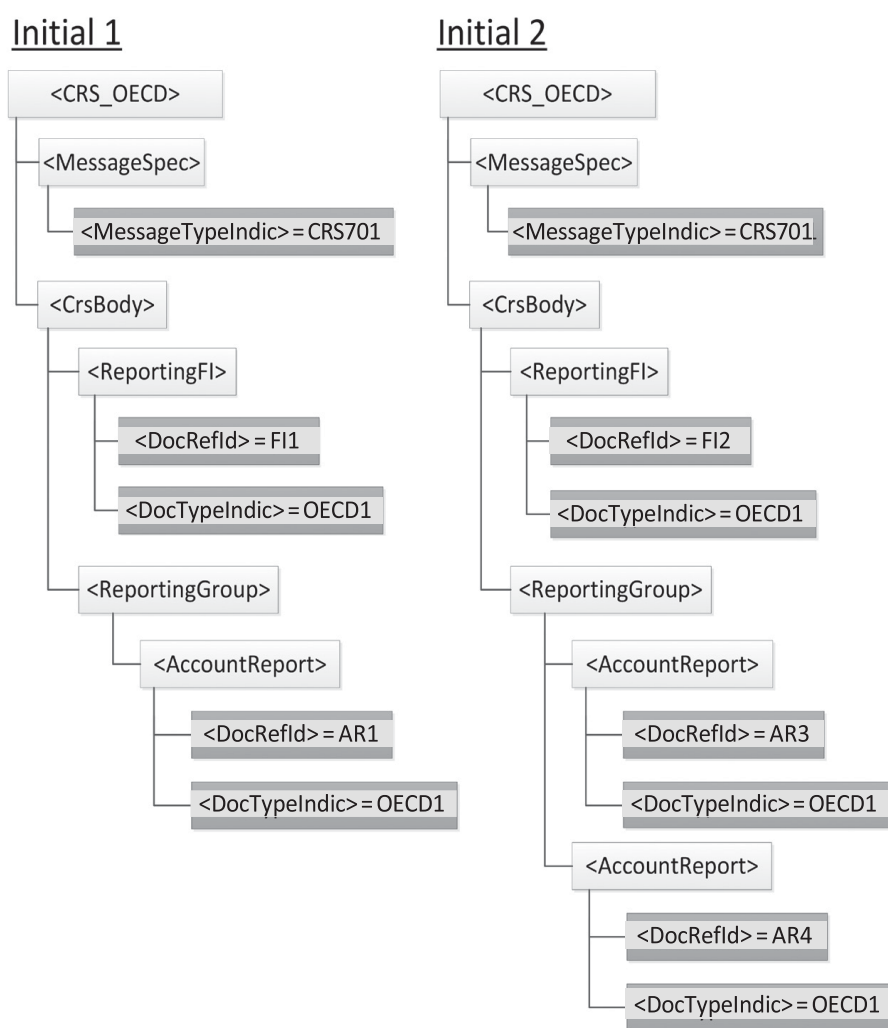 Initial 1
<CRS_OECD>
<MessageSpec>
<MessageTypeIndic> = CRS701
<CrsBody>
<ReportingFI>
<DocRefId> = FI1
<DocTypeIndic> = OECD1
<ReportingGroup>
<AccountReport>
<DocRefId> = AR1
<DocTypeIndic> = OECD1
Initial 2
<CRS_OECD>
<MessageSpec>
<MessageTypeIndic> = CRS701
<CrsBody>
<ReportingFI>
<DocRefId> = FI2
<DocTypeIndic> = OECD1
<ReportingGroup>
<AccountReport>
<DocRefId> = AR3
<DocTypeIndic> = OECD1
<AccountReport>
<DocRefId> = AR4
<DocTypeIndic> = OECD1